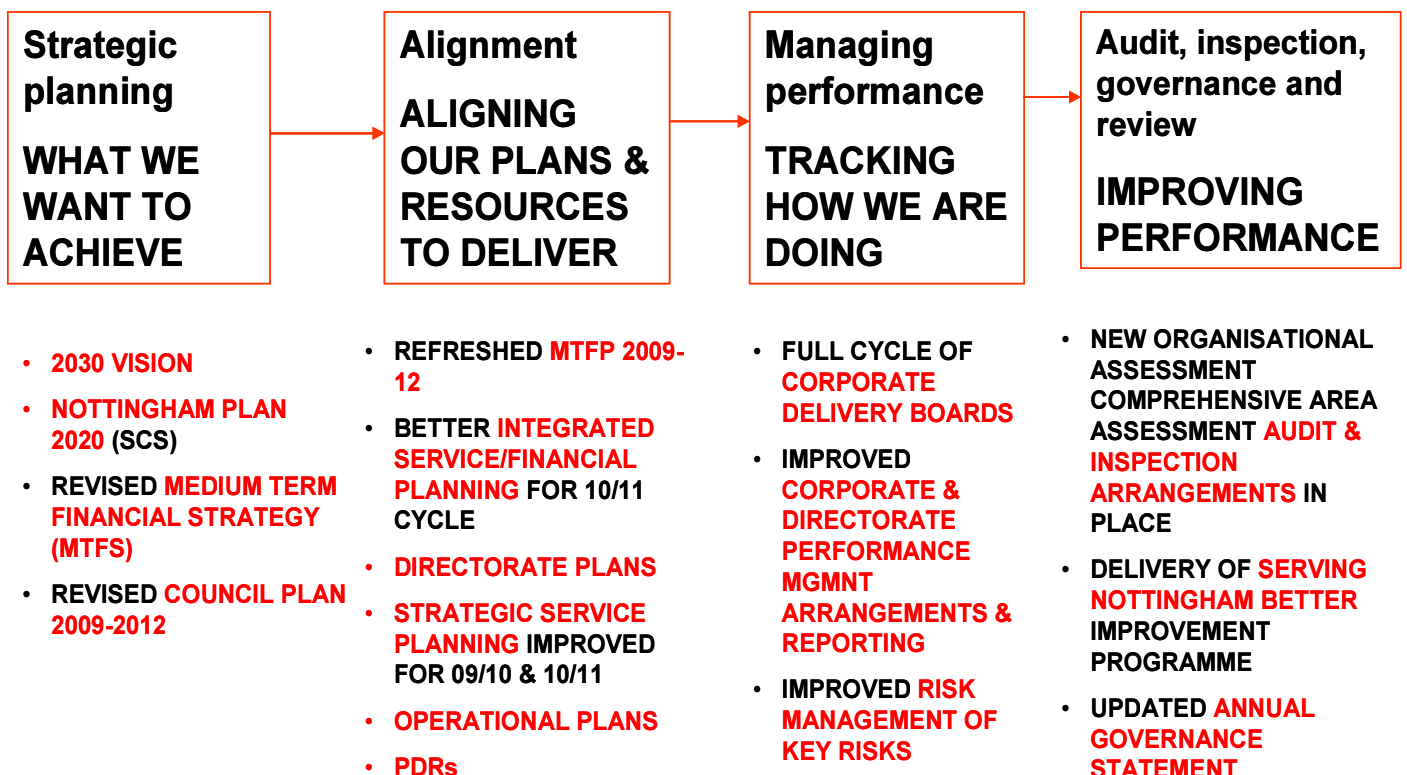 Strategic
planning
WHAT WE
WANT TO
ACHIEVE
Alignment
ALIGNING
OUR PLANS &
RESOURCES
TO DELIVER
Managing
performance
TRACKING
HOW WE ARE
DOING
Audit, inspection,
governance and
review
IMPROVING
PERFORMANCE
• 2030 VISION
• NOTTINGHAM PLAN
2020 (SCS)
• REVISED MEDIUM TERM
FINANCIAL STRATEGY
(MTFS)
• REVISED COUNCIL PLAN
2009-2012
• REFRESHED MTFP 2009-
12
• BETTER INTEGRATED
SERVICE/FINANCIAL
PLANNING FOR 10/11
CYCLE
• DIRECTORATE PLANS
• STRATEGIC SERVICE
PLANNING IMPROVED
FOR 09/10 & 10/11
• OPERATIONAL PLANS
• PDRs
• FULL CYCLE OF
CORPORATE
DELIVERY BOARDS
• IMPROVED
CORPORATE &
DIRECTORATE
PERFORMANCE
MGMNT
ARRANGEMENTS &
REPORTING
• IMPROVED RISK
MANAGEMENT OF
KEY RISKS
• NEW ORGANISATIONAL
ASSESSMENT
COMPREHENSIVE AREA
ASSESSMENT AUDIT &
INSPECTION
ARRANGEMENTS IN
PLACE
• DELIVERY OF SERVING
NOTTINGHAM BETTER
IMPROVEMENT
PROGRAMME
• UPDATED ANNUAL
GOVERNANCE
STATEMENT